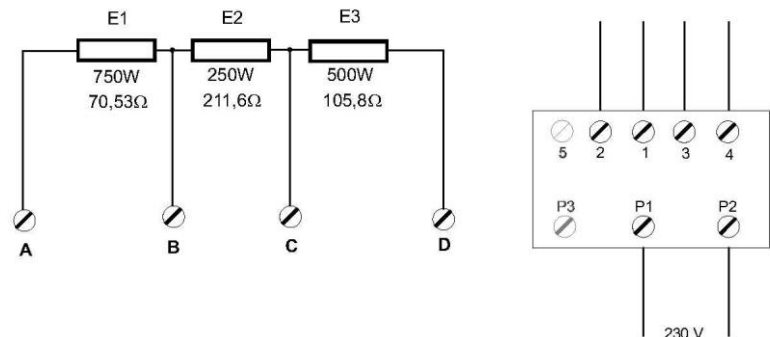 E1 E2 E3
750W 250W 500W
70,53Ω 211,6Ω 105,8Ω
A B C D
5 2 1 3 4
P3 P1 P2
230 V